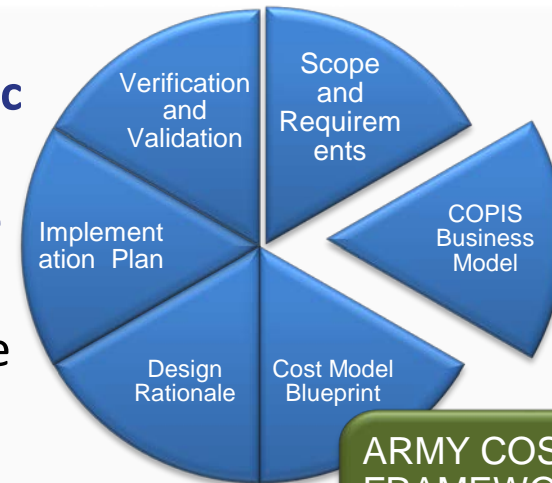 c
e
Verification
and
Validation
Scope
and
Requirem
ents
COPIS
Business
Model
Cost Model
Blueprint
Design
Rationale
Implement
ation Plan
ARMY COS